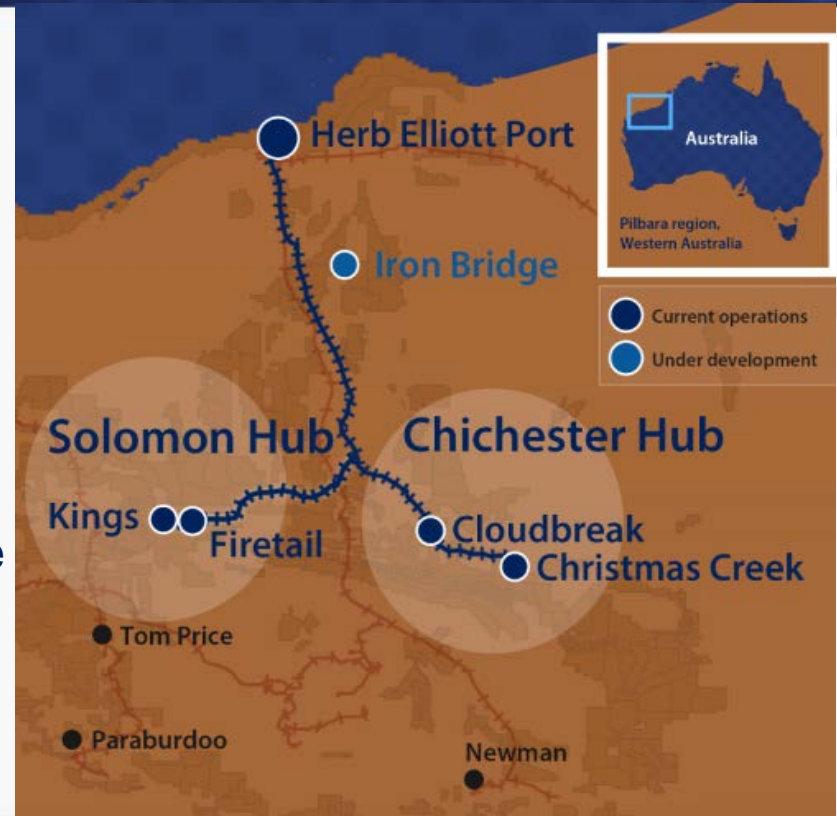 Herb Elliott Port
Australia
Pilbara region,
Western Australia
Iron Bridge
Current operations
Under development
Solomon Hub
Chichester Hub
Kings
Firetail
Cloudbreak
Christmas Creek
Tom Price
Paraburdoo
Newman
e